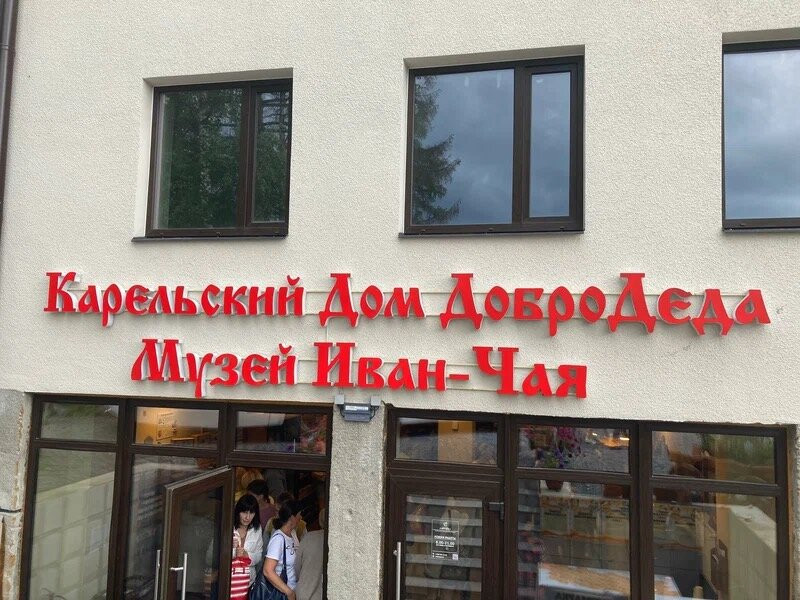 Карельский Дом ДоброДеда
Музей Иван-Чая